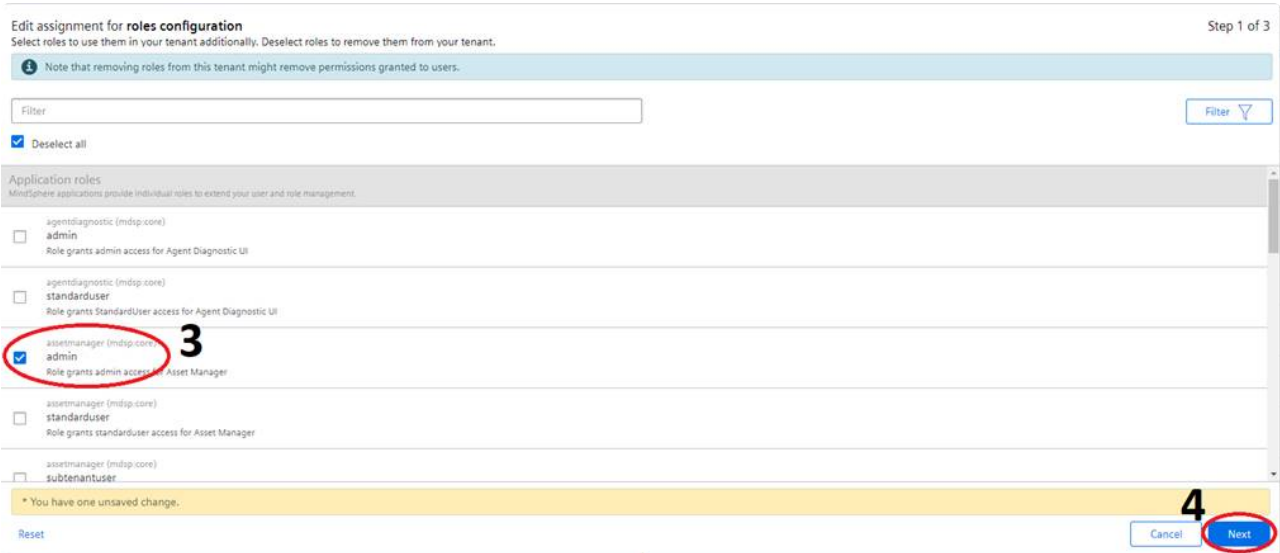 Edit assignment for roles configuration
Step 1 of 3
Select roles to use them in your tenant additionally. Deselect roles to remove them from your tenant.
Note that removing roles from this tenant might remove permissions granted to users.
Filter
Filter
Deselect all
Application roles
MindSphere applications provide individual roles to extend your user and role management.
agentdiagnostic (mdsp:core)
admin
Role grants admin access for Agent Diagnostic UI
agentdiagnostic (mdsp:core)
standarduser
Role grants StandardUser access for Agent Diagnostic UI
assetmanager (mdsp:core)
3
admin
Role grants admin access for Asset Manager
assetmanager (mdsp:core)
standarduser
Role grants standarduser access for Asset Manager
assetmanager (mdsp:core)
subtenantuser
* You have one unsaved change.
4
Reset
Cancel
Next